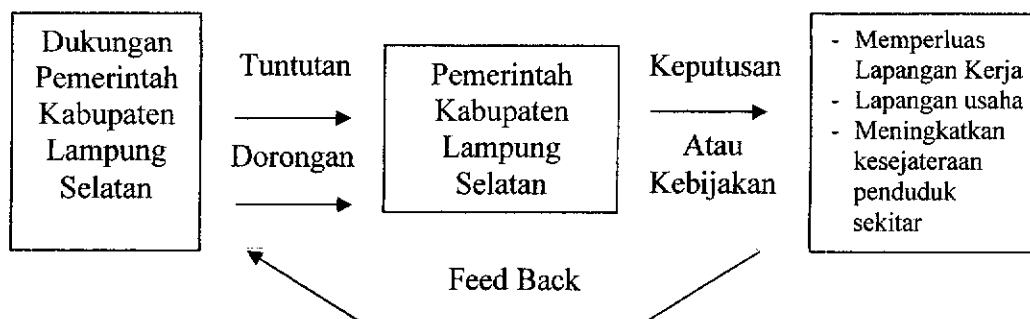 Dukungan
Pemerintah
Kabupaten
Lampung
Selatan
Tuntutan
Dorongan
Pemerintah
Kabupaten
Lampung
Selatan
Keputusan
Atau
Kebijakan
- Memperluas
Lapangan Kerja
- Lapangan usaha
- Meningkatkan
kesejateraan
penduduk
sekitar
Feed Back